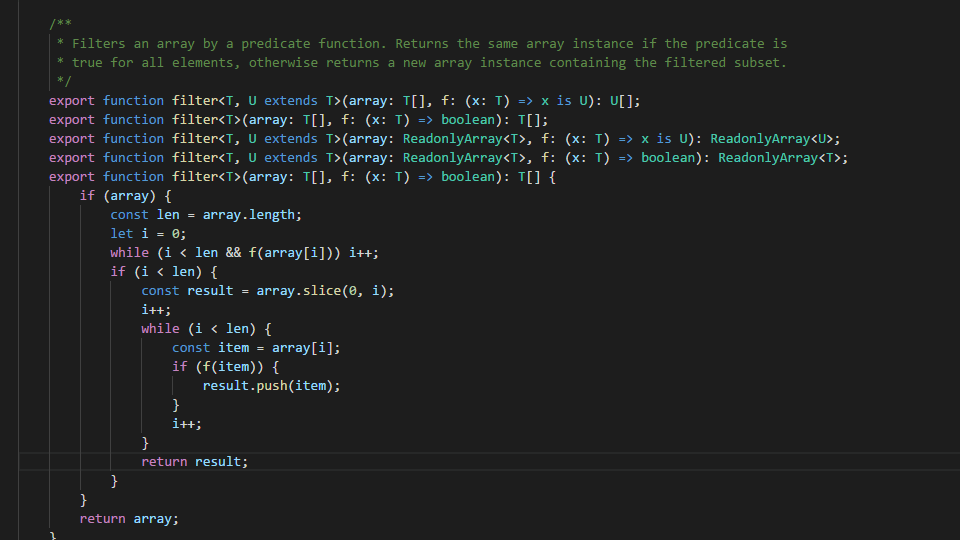 /**
 * Filters an array by a predicate function. Returns the same array instance if the predicate is
 * true for all elements, otherwise returns a new array instance containing the filtered subset.
 */
export function filter<T, U extends T>(array: T[], f: (x: T) => x is U): U[];
export function filter<T>(array: T[], f: (x: T) => boolean): T[];
export function filter<T, U extends T>(array: ReadonlyArray<T>, f: (x: T) => x is U): ReadonlyArray<U>;
export function filter<T, U extends T>(array: ReadonlyArray<T>, f: (x: T) => boolean): ReadonlyArray<T>;
export function filter<T>(array: T[], f: (x: T) => boolean): T[] {
    if (array) {
        const len = array.length;
        let i = 0;
        while (i < len && f(array[i])) i++;
        if (i < len) {
            const result = array.slice(0, i);
            i++;
            while (i < len) {
                const item = array[i];
                if (f(item)) {
                    result.push(item);
                }
                i++;
            }
            return result;
        }
    }
    return array;
}